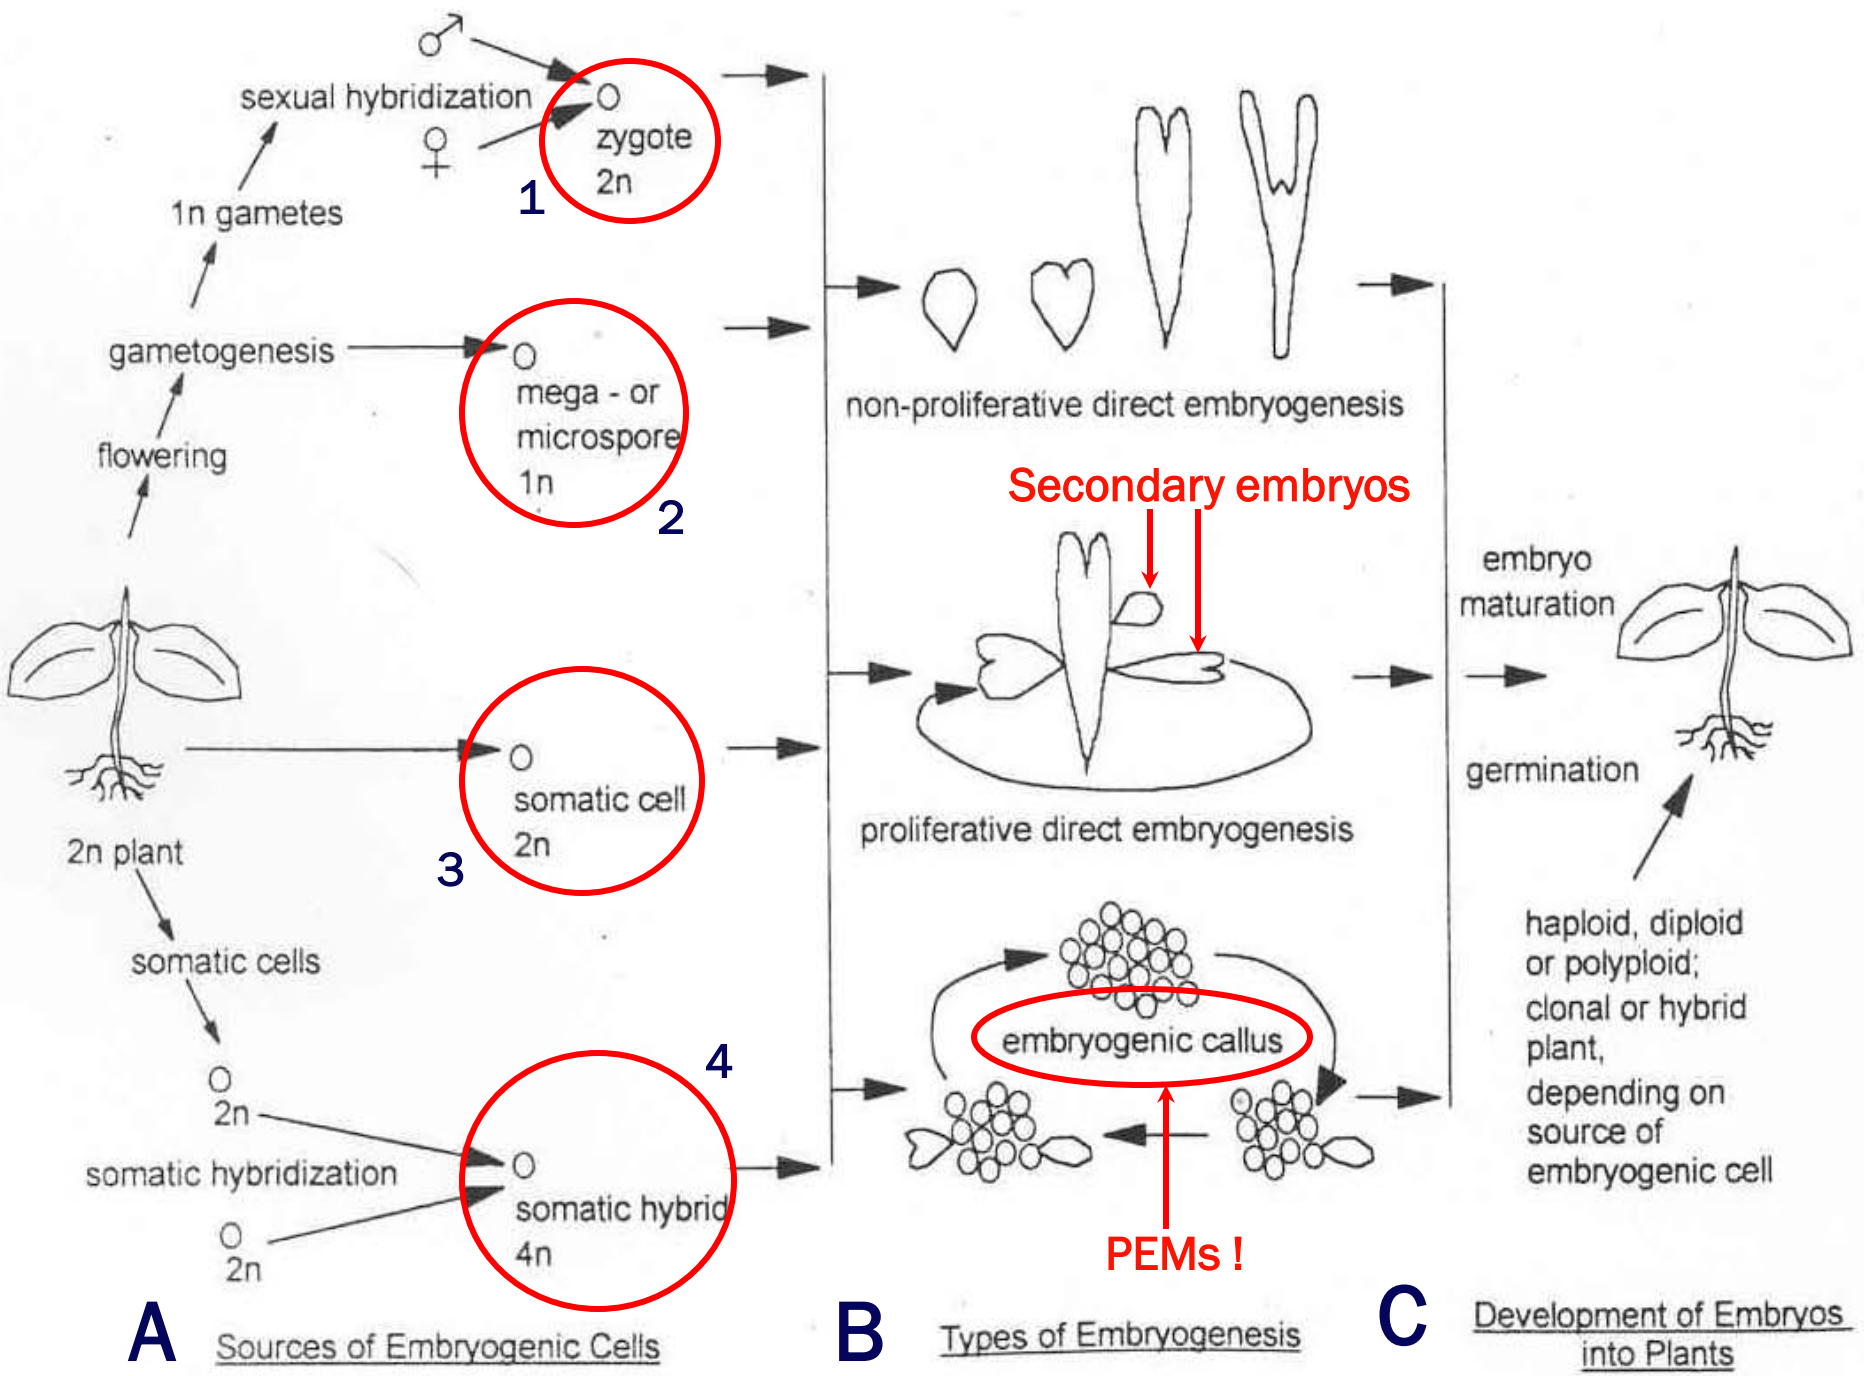 ♂
sexual hybridization
♀
zygote
2n
1
1n gametes
gametogenesis
mega - or
microspore
1n
2
flowering
2n plant
somatic cell
2n
3
somatic cells
2n
somatic hybridization
2n
somatic hybrid
4n
4
A
Sources of Embryogenic Cells
non-proliferative direct embryogenesis
Secondary embryos
proliferative direct embryogenesis
embryogenic callus
PEMs !
B
Types of Embryogenesis
embryo
maturation
germination
haploid, diploid
or polyploid;
clonal or hybrid
plant,
depending on
source of
embryogenic cell
C
Development of Embryos
into Plants